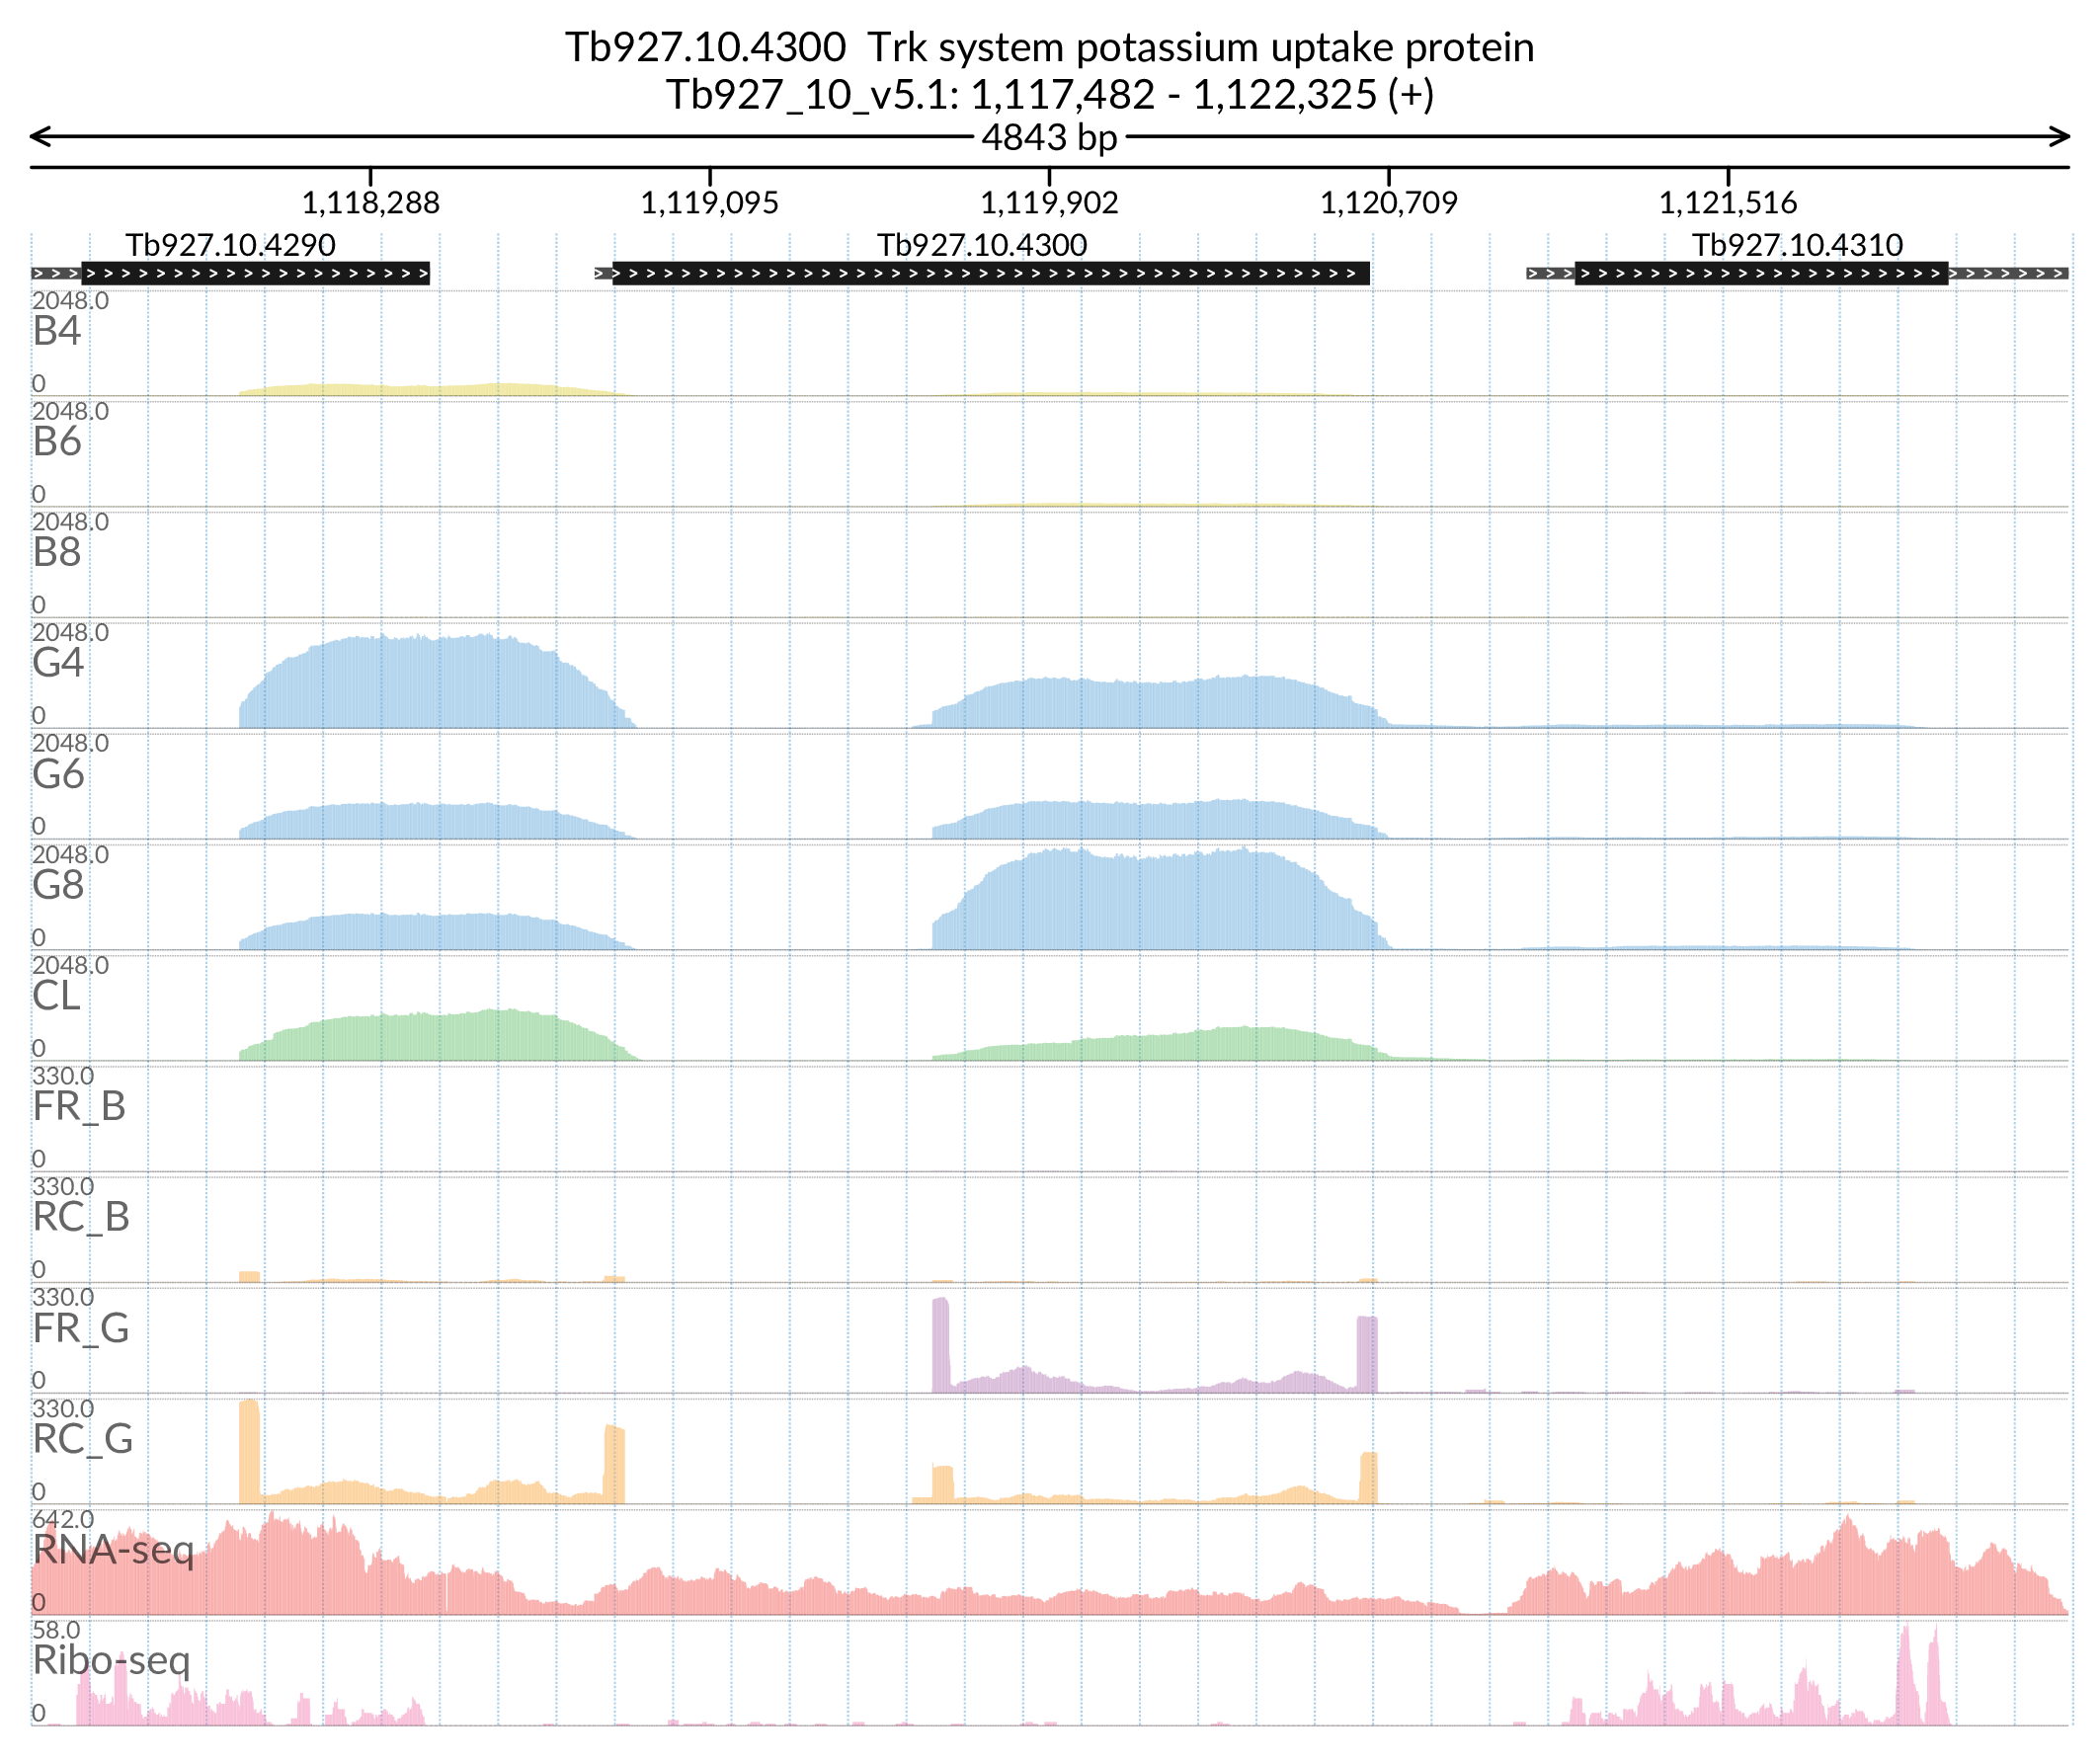 Tb927.10.4300  Trk system potassium uptake protein
Tb927_10_v5.1: 1,117,482 - 1,122,325 (+)
4843 bp
1,118,288 1,119,095 1,119,902 1,120,709 1,121,516
Tb927.10.4290 Tb927.10.4300 Tb927.10.4310
2048.0
B4
0
2048.0
B6
0
2048.0
B8
0
2048.0
G4
0
2048.0
G6
0
2048.0
G8
0
2048.0
CL
0
330.0
FR_B
0
330.0
RC_B
0
330.0
FR_G
0
330.0
RC_G
0
642.0
RNA-seq
0
58.0
Ribo-seq
0